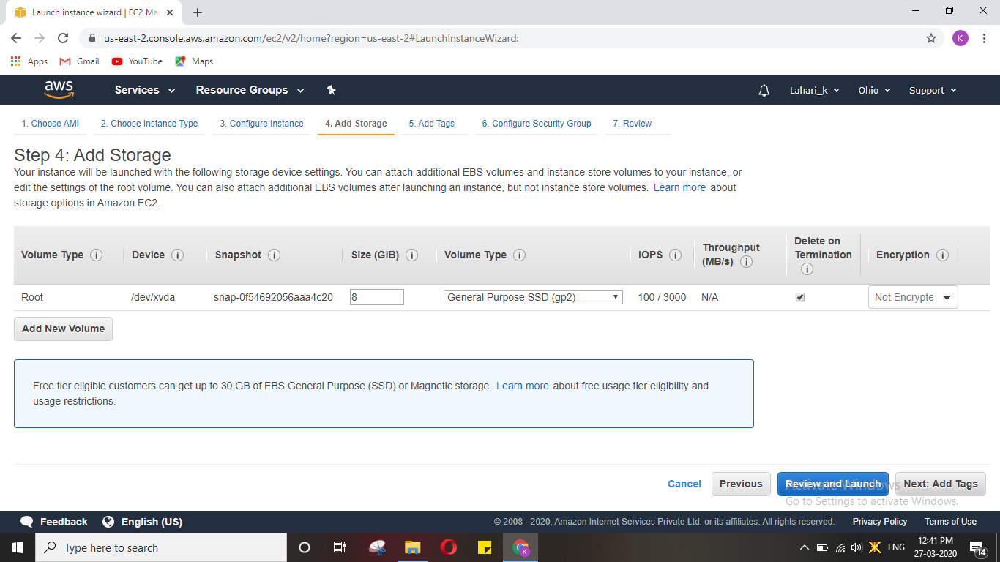 Launch instance wizard | EC2 Ma
us-east-2.console.aws.amazon.com/ec2/v2/home?region=us-east-2#LaunchInstanceWizard:
K
Apps Gmail YouTube Maps
aws Services Resource Groups Lahari_k Ohio Support
1. Choose AMI 2. Choose Instance Type 3. Configure Instance 4. Add Storage 5. Add Tags 6. Configure Security Group 7. Review
Step 4: Add Storage
Your instance will be launched with the following storage device settings. You can attach additional EBS volumes and instance store volumes to your instance, or
edit the settings of the root volume. You can also attach additional EBS volumes after launching an instance, but not instance store volumes. Learn more about
storage options in Amazon EC2.
Volume Type Device Snapshot Size (GiB) Volume Type IOPS Throughput
(MB/s) Delete on
Termination Encryption
Root /dev/xvda snap-0f54692056aaa4c20 8 General Purpose SSD (gp2) 100 / 3000 N/A Not Encrypte
Add New Volume
Free tier eligible customers can get up to 30 GB of EBS General Purpose (SSD) or Magnetic storage. Learn more about free usage tier eligibility and
usage restrictions.
Cancel Previous Review and Launch Next: Add Tags
Activate Windows
Go to Settings to activate Windows.
Feedback English (US) © 2008 - 2020, Amazon Internet Services Private Ltd. or its affiliates. All rights reserved. Privacy Policy Terms of Use
Type here to search K ENG 12:41 PM
27-03-2020 14